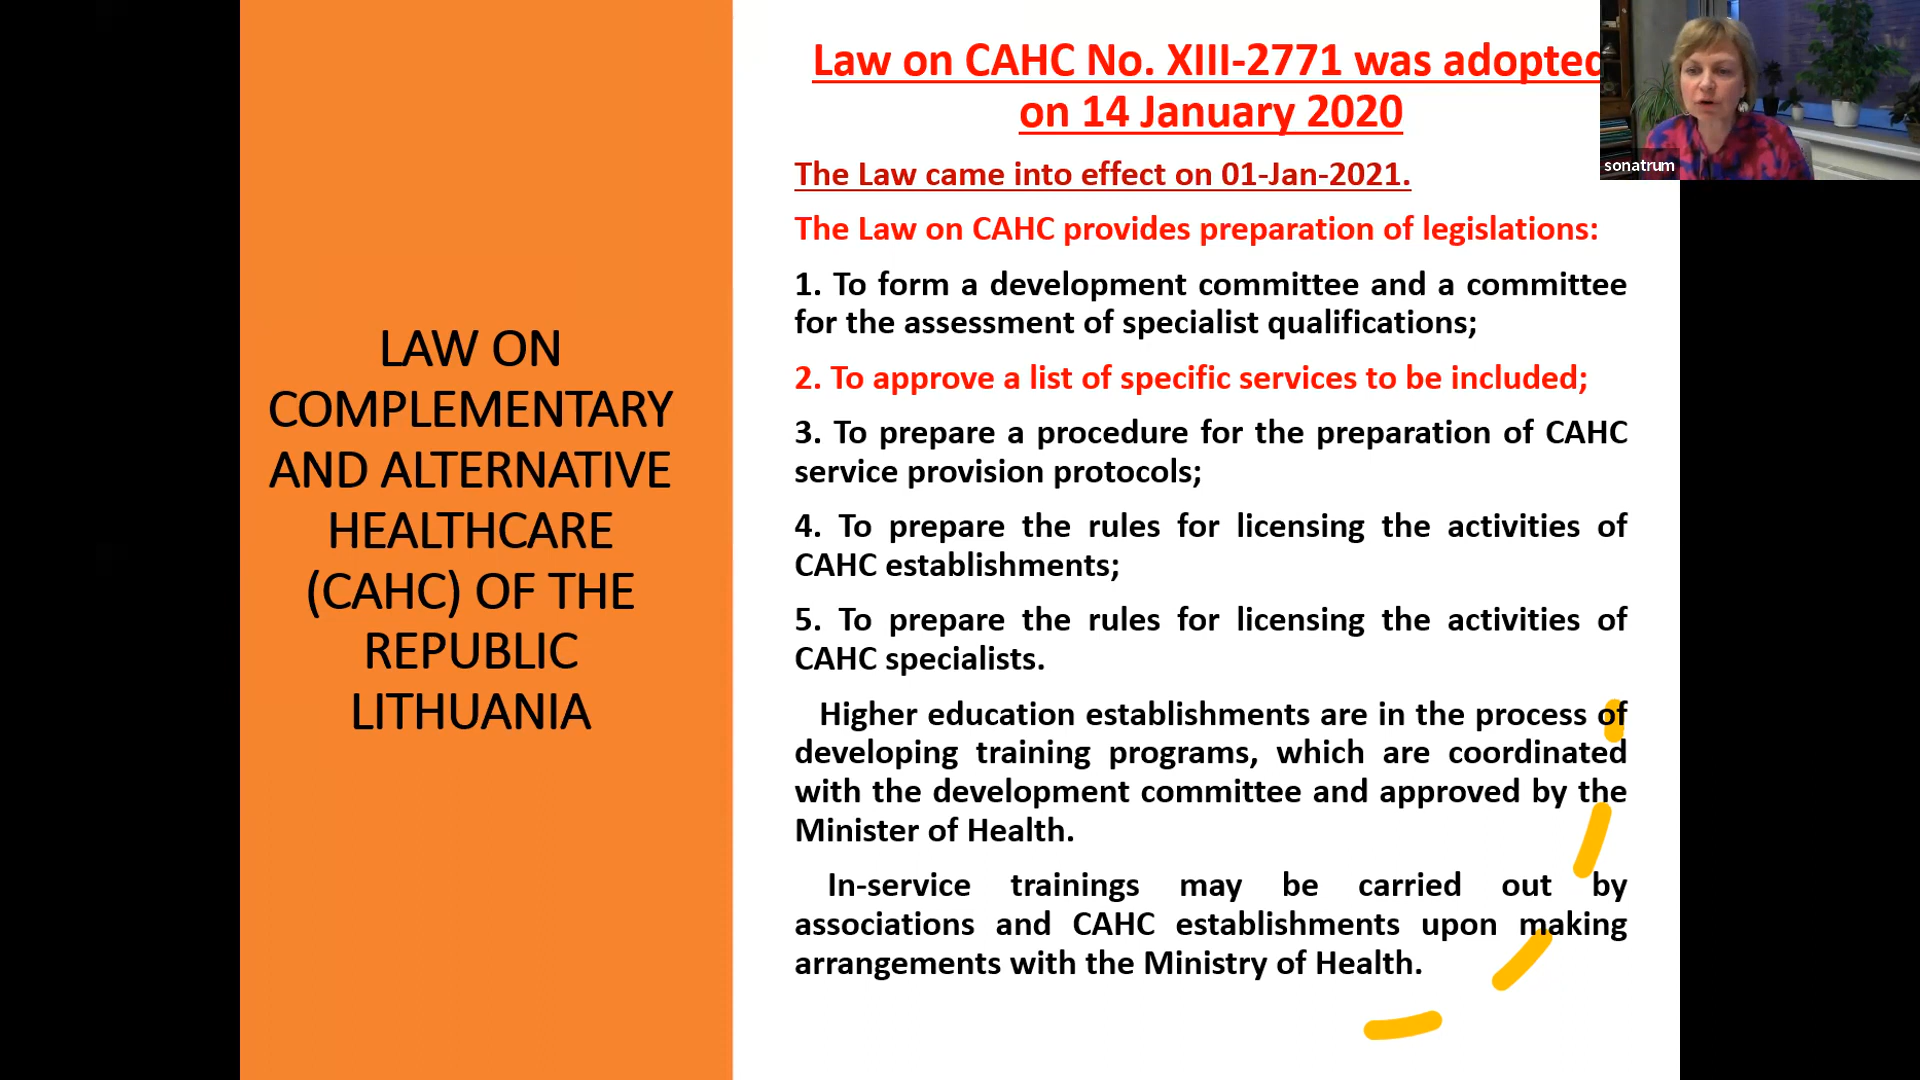 LAW ON
COMPLEMENTARY
AND ALTERNATIVE
HEALTHCARE
(CAHC) OF THE
REPUBLIC
LITHUANIA
Law on CAHC No. XIII-2771 was adopted
on 14 January 2020
The Law came into effect on 01-Jan-2021.
The Law on CAHC provides preparation of legislations:
1. To form a development committee and a committee
for the assessment of specialist qualifications;
2. To approve a list of specific services to be included;
3. To prepare a procedure for the preparation of CAHC
service provision protocols;
4. To prepare the rules for licensing the activities of
CAHC establishments;
5. To prepare the rules for licensing the activities of
CAHC specialists.
Higher education establishments are in the process of
developing training programs, which are coordinated
with the development committee and approved by the
Minister of Health.
In-service trainings may be carried out by
associations and CAHC establishments upon making
arrangements with the Ministry of Health.
sonatrum